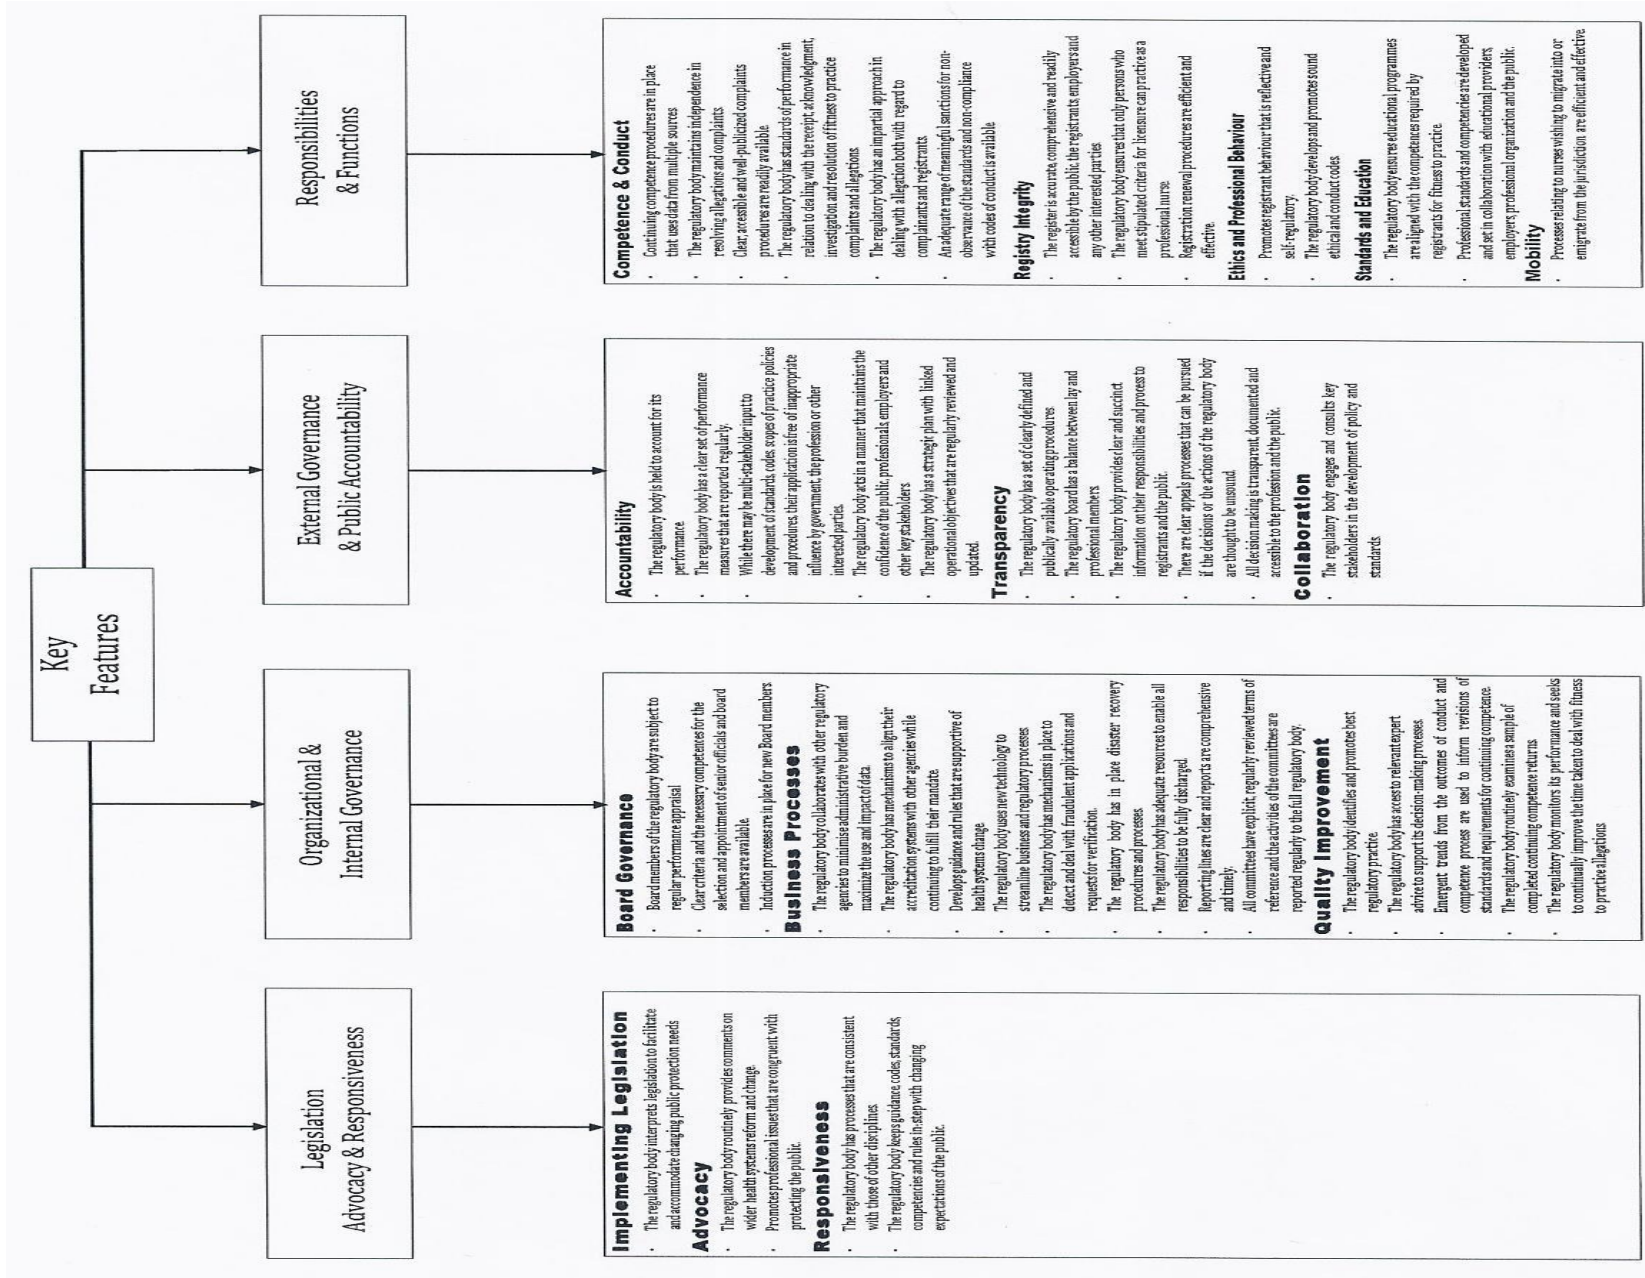 Key
Features
Legislation
Advocacy & Responsiveness
Organizational &
Internal Governance
External Governance
& Public Accountability
Responsibilities
& Functions
Implementing Legislation
· The regulatory body interprets legislation to facilitate
and accommodate changing public protection needs
Advocacy
· The regulatory body routinely provides comments on
wider health systems reform and change.
· Promotes professional issues that are congruent with
protecting the public.
Responsiveness
· The regulatory body has processes that are consistent
with those of other disciplines.
· The regulatory body keeps guidance, codes, standards,
competencies and rules in-step with changing
expectations of the public.
Board Governance
· Board members of the regulatory body are subject to
regular performance appraisal
· Clear criteria and the necessary competences for the
selection and appointment of senior officials and board
members are available.
· Induction processes are in place for new Board members.
Business Processes
· The regulatory body collaborates with other regulatory
agencies to minimise administrative burden and
maximize the use and impact of data.
· The regulatory body has mechanisms to align their
accreditation systems with other agencies while
continuing to fulfill their mandate.
· Develops guidance and rules that are supportive of
health systems change
· The regulatory body uses new technology to
streamline business and regulatory processes
· The regulatory body has mechanisms in place to
detect and deal with fraudulent applications and
requests for verification.
· The regulatory body has in place disaster recovery
procedures and processes.
· The regulatory body has adequate resources to enable all
responsibilities to be fully discharged.
· Reporting lines are clear and reports are comprehensive
and timely.
· All committees have explicit, regularly reviewed terms of
reference and the activities of the committees are
reported regularly to the full regulatory body.
Quality Improvement
· The regulatory body identifies and promotes best
regulatory practice.
· The regulatory body has access to relevant expert
advice to support its decision-making processes.
· Emergent trends from the outcomes of conduct and
competence process are used to inform revisions of
standards and requirements for continuing competence.
· The regulatory body routinely examines a sample of
completed continuing competence returns.
· The regulatory body monitors its performance and seeks
to continually improve the time taken to deal with fitness
to practice allegations
Accountability
· The regulatory body is held to account for its
performance.
· The regulatory body has a clear set of performance
measures that are reported regularly.
· While there may be multi-stakeholder input to
development of standards, codes, scopes of practice policies
and procedures, their application is free of inappropriate
influence by government, the profession or other
interested parties.
· The regulatory body acts in a manner that maintains the
confidence of the public, professionals, employers and
other key stakeholders
· The regulatory body has a strategic plan with linked
operational objectives that are regularly reviewed and
updated.
Transparency
· The regulatory body has a set of clearly defined and
publically available operating procedures
· The regulatory board has a balance between lay and
professional members
· The regulatory body provides clear and succinct
information on their responsibilities and process to
registrants and the public.
· There are clear appeals processes that can be pursued
if the decisions or the actions of the regulatory body
are thought to be unsound.
· All decision making is transparent, documented and
accessible to the profession and the public.
Collaboration
· The regulatory body engages and consults key
stakeholders in the development of policy and
standards
Competence & Conduct
· Continuing competence procedures are in place
that uses data from multiple sources
· The regulatory body maintains independence in
resolving allegations and complaints
· Clear, accessible and well-publicized complaints
procedures are readily available.
· The regulatory body has standards of performance in
relation to dealing with the receipt, acknowledgment,
investigation and resolution of fitness to practice
complaints and allegations.
· The regulatory body has an impartial approach in
dealing with allegation both with regard to
complainants and registrants.
· An adequate range of meaningful sanctions for non-
observance of the standards and non-compliance
with codes of conduct is available
Registry Integrity
· The register is accurate, comprehensive and readily
accessible by the public, the registrants, employers and
any other interested parties.
· The regulatory body ensures that only persons who
meet stipulated criteria for licensure can practice as a
professional nurse.
· Registration renewal procedures are efficient and
effective.
Ethics and Professional Behaviour
· Promotes registrant behaviour that is reflective and
self-regulatory.
· The regulatory body develops and promotes sound
ethical and conduct codes.
Standards and Education
· The regulatory body ensures educational programmes
are aligned with the competences required by
registrants for fitness to practice.
· Professional standards and competencies are developed
and set in collaboration with educational providers,
employers, professional organization and the public.
Mobility
· Processes relating to nurses wishing to migrate into or
emigrate from the jurisdiction are efficient and effective.